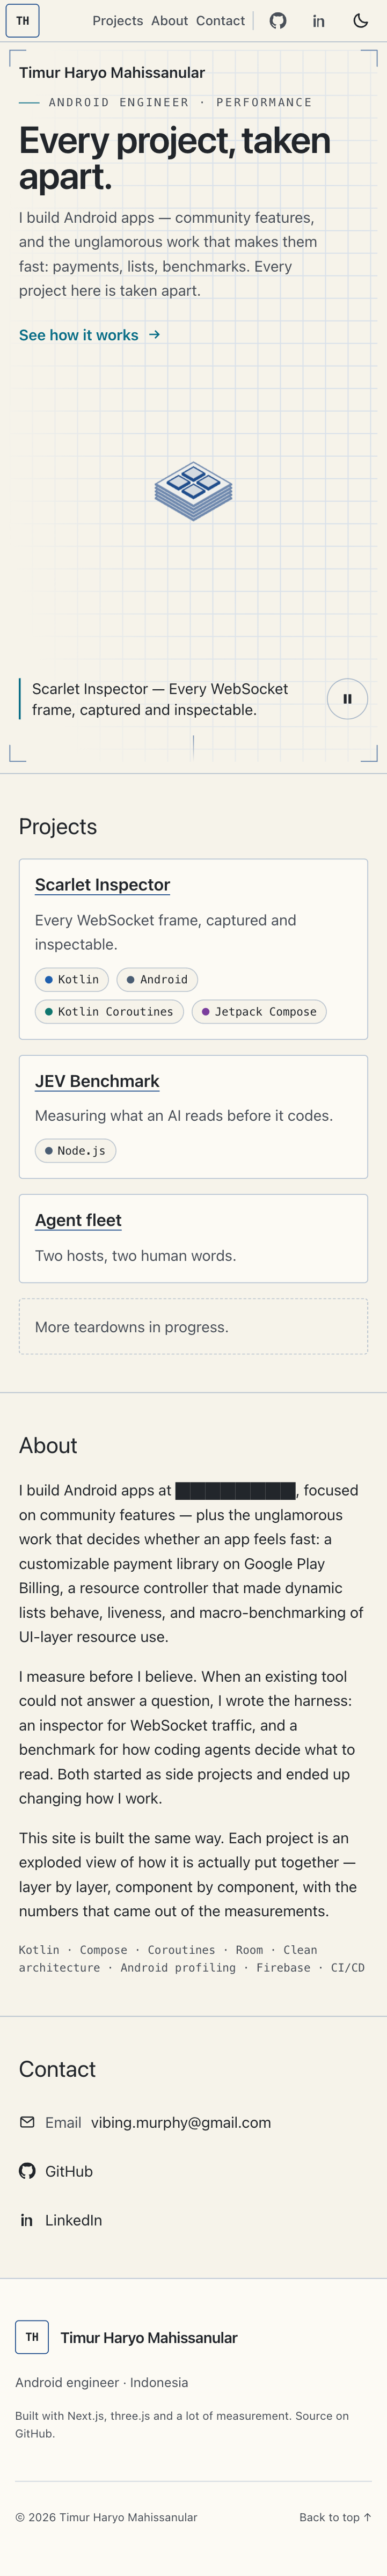 TH
Projects About Contact
Timur Haryo Mahissanular
ANDROID ENGINEER · PERFORMANCE
Every project, taken
apart.
I build Android apps — community features,
and the unglamorous work that makes them
fast: payments, lists, benchmarks. Every
project here is taken apart.
See how it works →
Scarlet Inspector — Every WebSocket
frame, captured and inspectable.
Projects
Scarlet Inspector
Every WebSocket frame, captured and
inspectable.
Kotlin Android
Kotlin Coroutines Jetpack Compose
JEV Benchmark
Measuring what an AI reads before it codes.
Node.js
Agent fleet
Two hosts, two human words.
More teardowns in progress.
About
I build Android apps at ████████, focused
on community features — plus the unglamorous
work that decides whether an app feels fast: a
customizable payment library on Google Play
Billing, a resource controller that made dynamic
lists behave, liveness, and macro-benchmarking of
UI-layer resource use.
I measure before I believe. When an existing tool
could not answer a question, I wrote the harness:
an inspector for WebSocket traffic, and a
benchmark for how coding agents decide what to
read. Both started as side projects and ended up
changing how I work.
This site is built the same way. Each project is an
exploded view of how it is actually put together —
layer by layer, component by component, with the
numbers that came out of the measurements.
Kotlin · Compose · Coroutines · Room · Clean
architecture · Android profiling · Firebase · CI/CD
Contact
Email vibing.murphy@gmail.com
GitHub
in LinkedIn
TH Timur Haryo Mahissanular
Android engineer · Indonesia
Built with Next.js, three.js and a lot of measurement. Source on
GitHub.
© 2026 Timur Haryo Mahissanular Back to top ↑